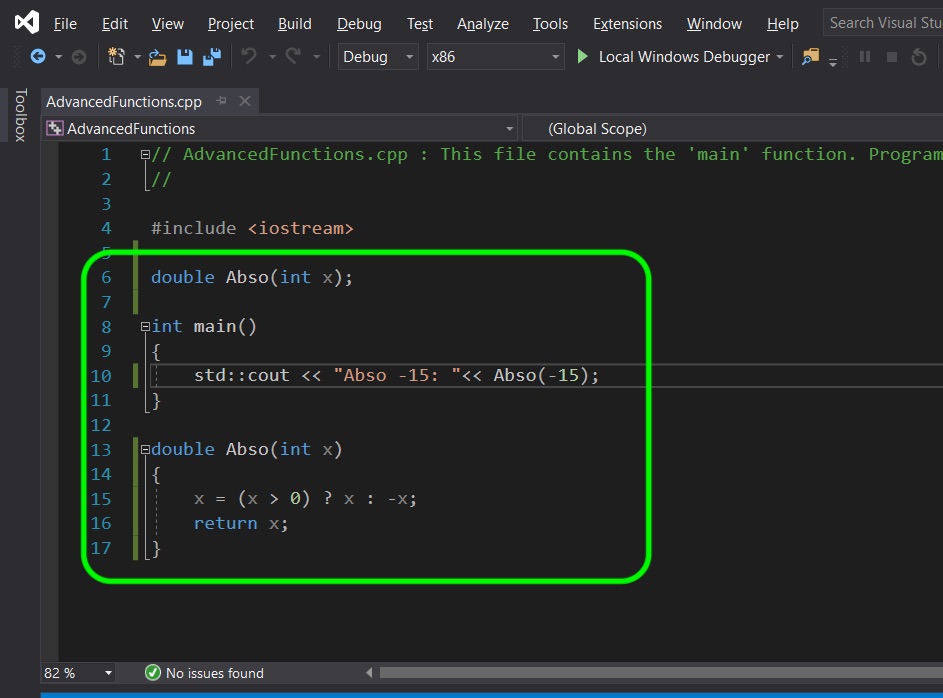 File Edit View Project Build Debug Test Analyze Tools Extensions Window Help Search Visual Stu
Debug x86 Local Windows Debugger
Toolbox
AdvancedFunctions.cpp
AdvancedFunctions (Global Scope)
1 // AdvancedFunctions.cpp : This file contains the 'main' function. Program
2 //
3
4 #include <iostream>
5
6 double Abso(int x);
7
8 int main()
9 {
10 std::cout << "Abso -15: "<< Abso(-15);
11 }
12
13 double Abso(int x)
14 {
15 x = (x > 0) ? x : -x;
16 return x;
17 }
82 % No issues found